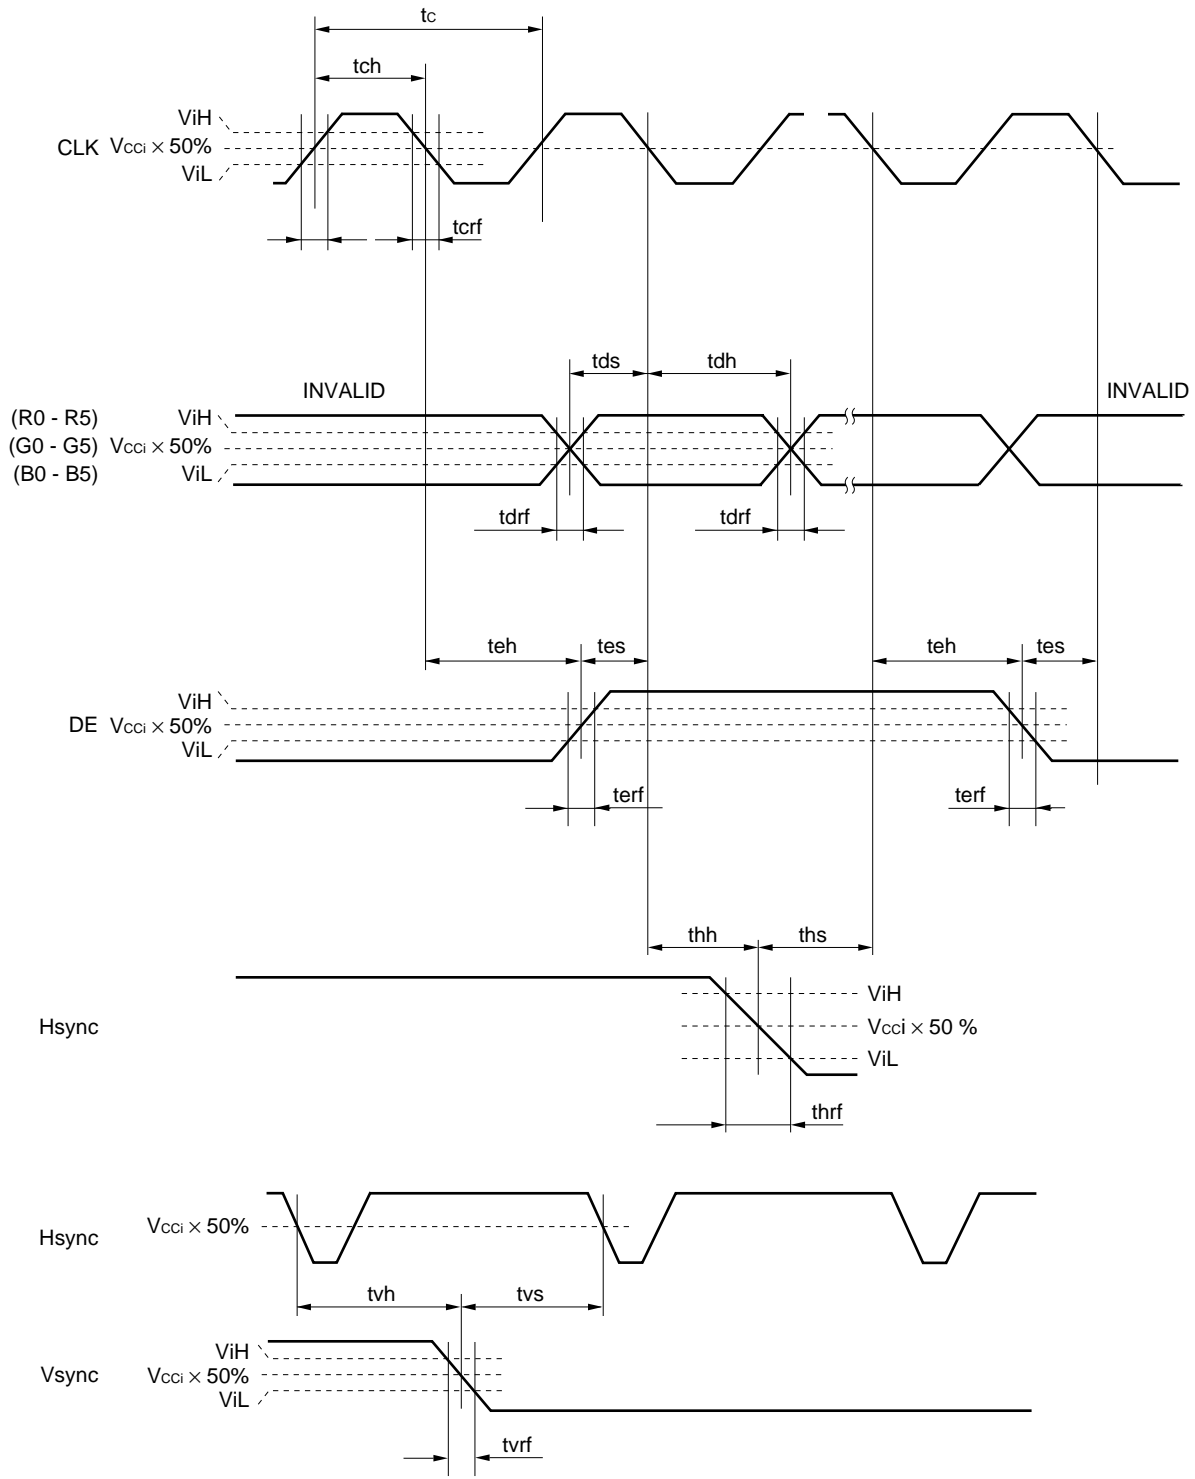 tc
tch
ViH
CLK Vcci × 50%
ViL
tcrf
tds tdh
INVALID INVALID
(R0 - R5) ViH
(G0 - G5) Vcci × 50%
(B0 - B5) ViL
tdrf tdrf
teh tes teh tes
ViH
DE Vcci × 50%
ViL
terf terf
thh ths
ViH
Hsync Vcci × 50 %
ViL
thrf
Vcci × 50%
Hsync
tvh tvs
ViH
Vsync Vcci × 50%
ViL
tvrf